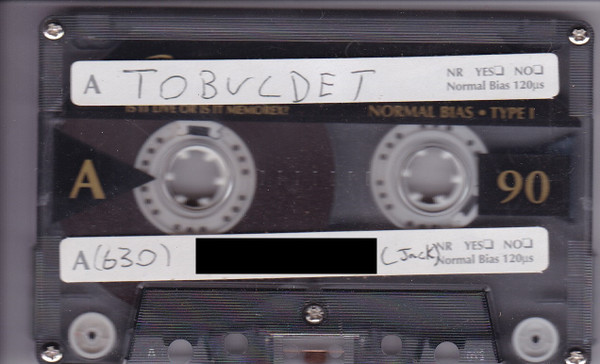 A TOBUCDET NR YES NO
Normal Bias 120µs
IS IT LIVE OR IS IT MEMOREX?
NORMAL BIAS • TYPE I
A
90
A (630) (Jack) NR YES NO
Normal Bias 120µs